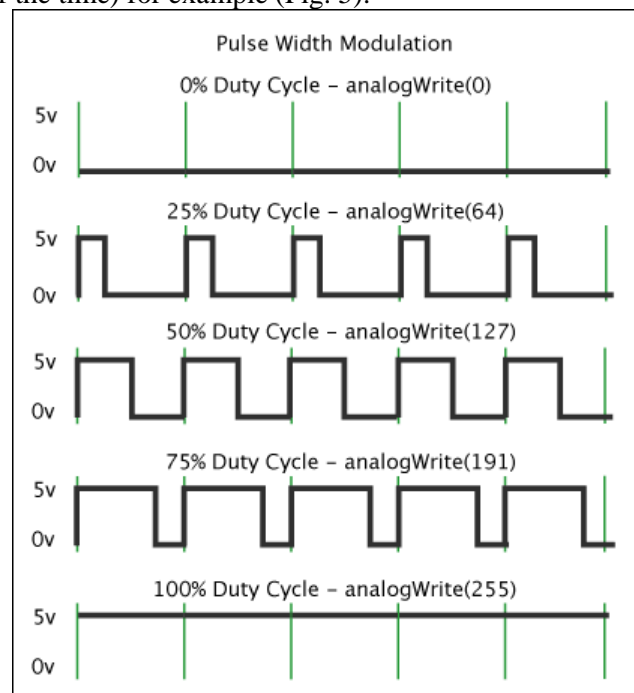 the time) for example (Fig. 3).
Pulse Width Modulation
0% Duty Cycle – analogWrite(0)
5v
0v
25% Duty Cycle – analogWrite(64)
5v
0v
50% Duty Cycle – analogWrite(127)
5v
0v
75% Duty Cycle – analogWrite(191)
5v
0v
100% Duty Cycle – analogWrite(255)
5v
0v